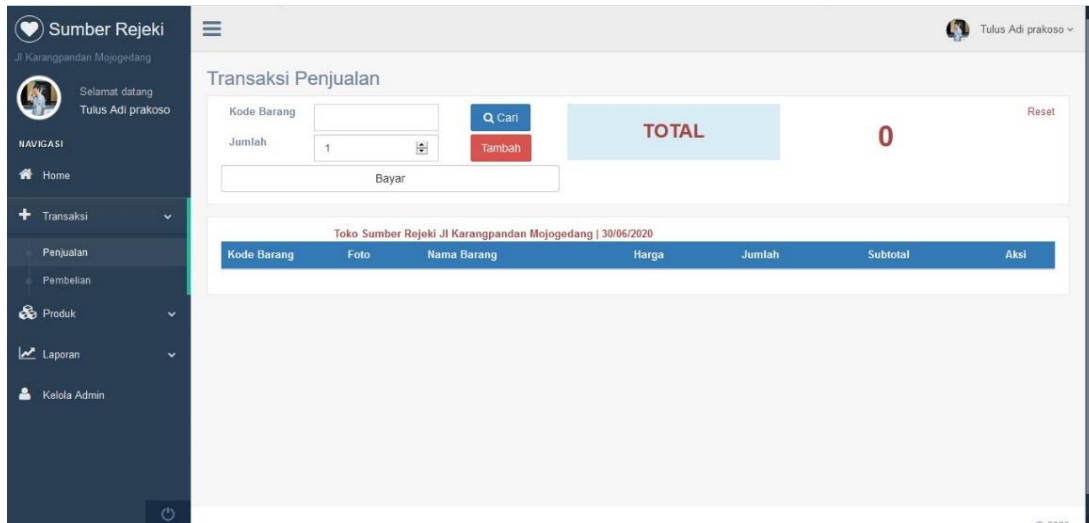 Sumber Rejeki
Jl Karangpandan Mojogedang
Selamat datang
Tulus Adi prakoso
NAVIGASI
Home
Transaksi
Penjualan
Pembelian
Produk
Laporan
Kelola Admin
Tulus Adi prakoso
Transaksi Penjualan
Kode Barang
Cari
Jumlah
1
Tambah
Bayar
TOTAL
0
Reset
Toko Sumber Rejeki Jl Karangpandan Mojogedang | 30/06/2020
Kode Barang Foto Nama Barang Harga Jumlah Subtotal Aksi